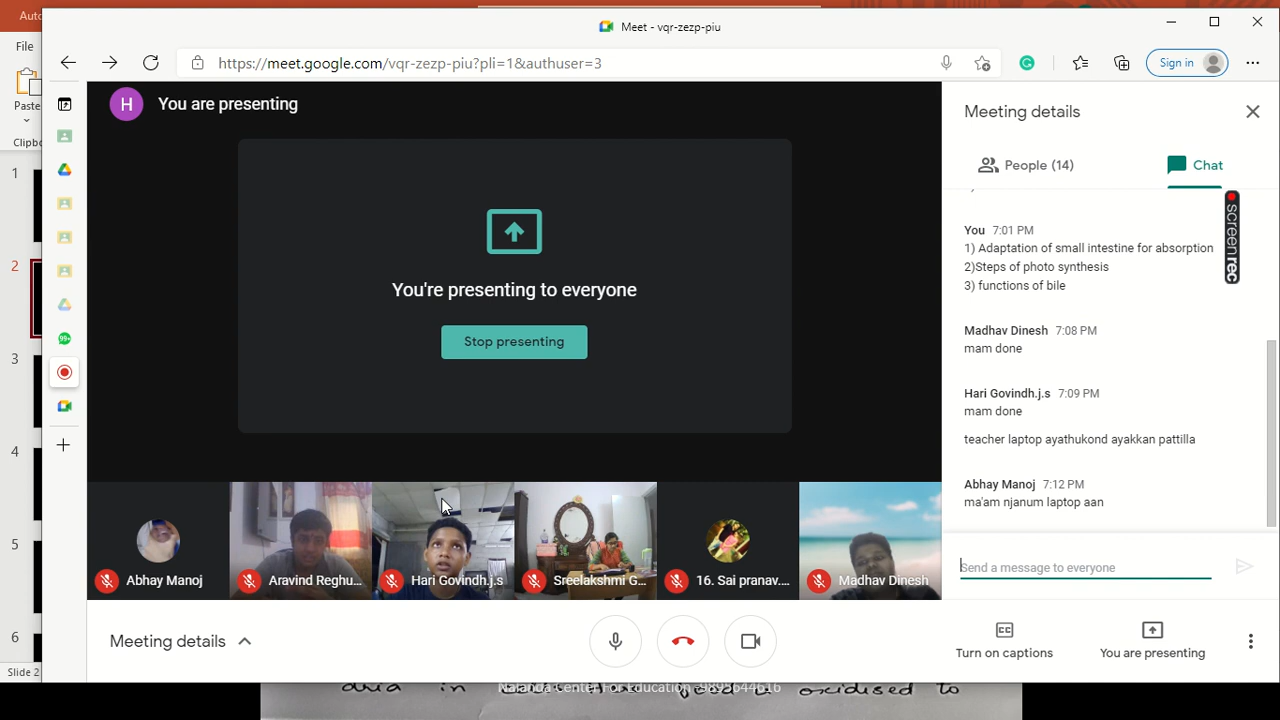 Auto
Meet - vqr-zezp-piu
File
https://meet.google.com/vqr-zezp-piu?pli=1&authuser=3
Sign in
Paste
Clipbo
H You are presenting
You're presenting to everyone
Stop presenting
Meeting details
People (14)
Chat
You 7:01 PM
1) Adaptation of small intestine for absorption
2)Steps of photo synthesis
3) functions of bile
Madhav Dinesh 7:08 PM
mam done
Hari Govindh.j.s 7:09 PM
mam done
teacher laptop ayathukond ayakkan pattilla
Abhay Manoj 7:12 PM
ma'am njanum laptop aan
Send a message to everyone
screenrec
1
2
3
4
5
6
99+
Abhay Manoj
Aravind Reghu...
Hari Govindh.j.s
Sreelakshmi G...
16. Sai pranav....
Madhav Dinesh
Meeting details
CC
Turn on captions
You are presenting
Slide 2
Nalanda Center For Education -9895644616
in
oxidised to